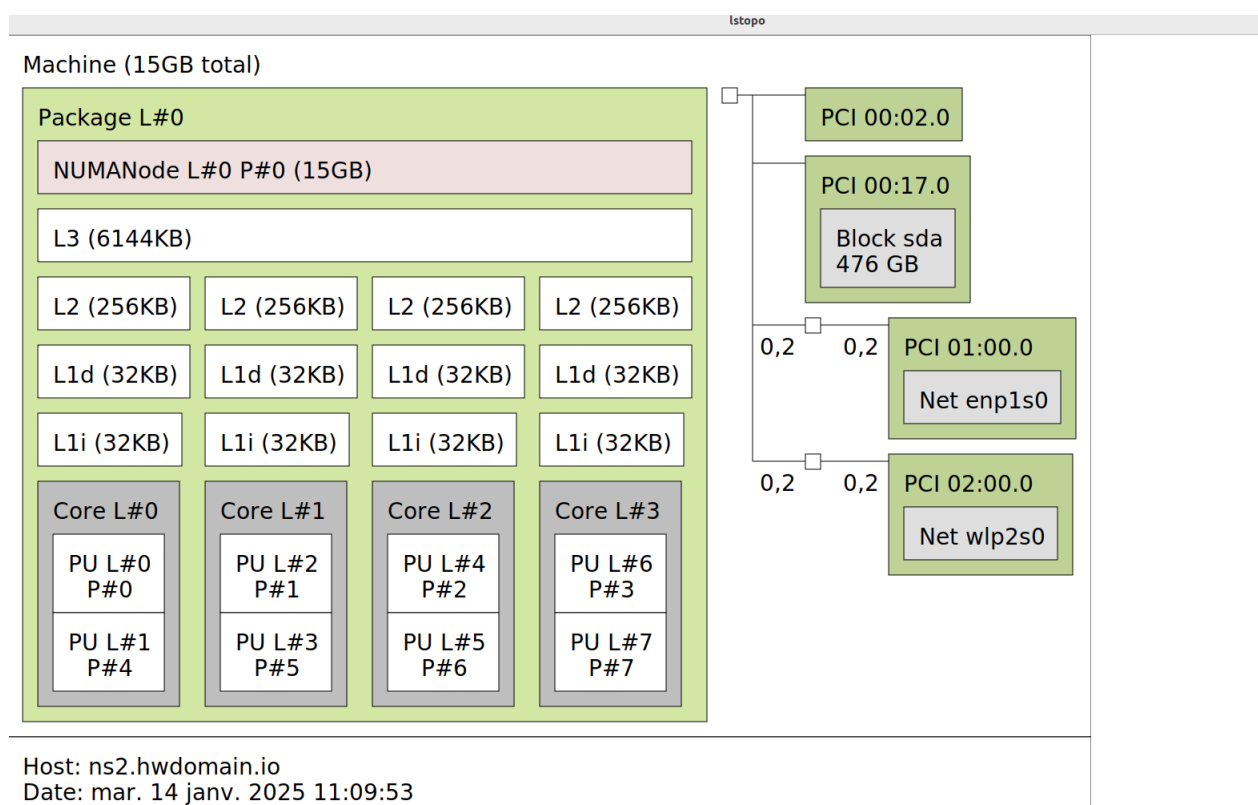 lstopo
Machine (15GB total)
Package L#0
NUMANode L#0 P#0 (15GB)
L3 (6144KB)
L2 (256KB)
L2 (256KB)
L2 (256KB)
L2 (256KB)
L1d (32KB)
L1d (32KB)
L1d (32KB)
L1d (32KB)
L1i (32KB)
L1i (32KB)
L1i (32KB)
L1i (32KB)
Core L#0
PU L#0
P#0
PU L#1
P#4
Core L#1
PU L#2
P#1
PU L#3
P#5
Core L#2
PU L#4
P#2
PU L#5
P#6
Core L#3
PU L#6
P#3
PU L#7
P#7
PCI 00:02.0
PCI 00:17.0
Block sda
476 GB
0,2
0,2
PCI 01:00.0
Net enp1s0
0,2
0,2
PCI 02:00.0
Net wlp2s0
Host: ns2.hwdomain.io
Date: mar. 14 janv. 2025 11:09:53